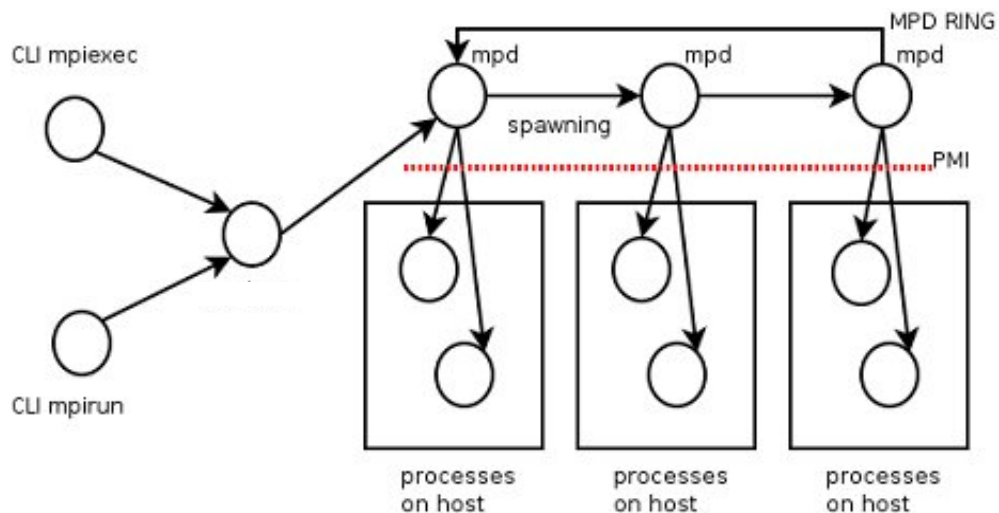 MPD RING
CLI mpiexec
mpd
mpd
mpd
spawning
PMI
CLI mpirun
processes
on host
processes
on host
processes
on host